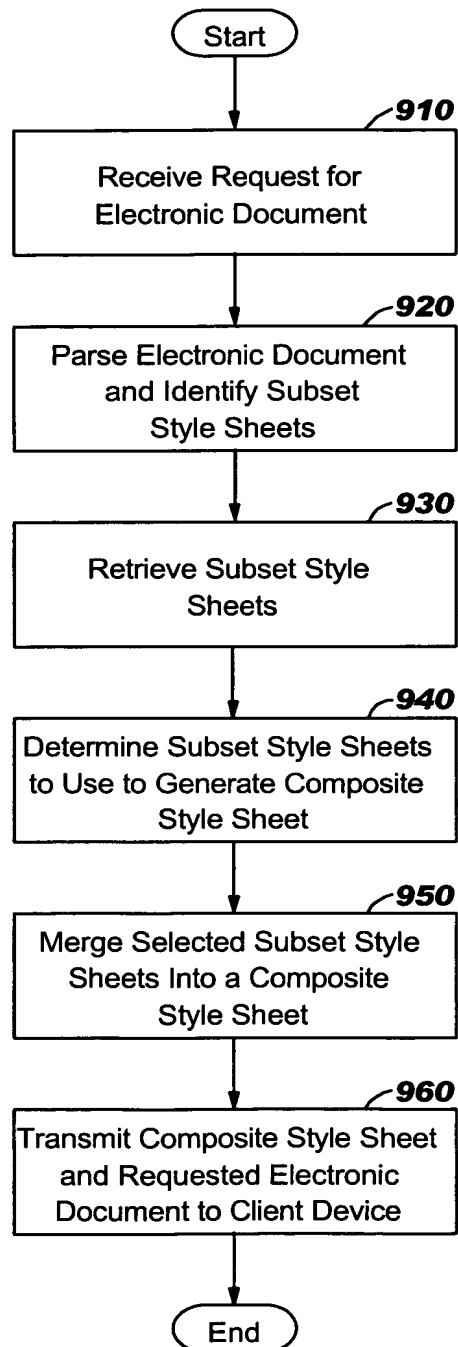 Start
910
Receive Request for
Electronic Document
920
Parse Electronic Document
and Identify Subset
Style Sheets
930
Retrieve Subset Style
Sheets
940
Determine Subset Style Sheets
to Use to Generate Composite
Style Sheet
950
Merge Selected Subset Style
Sheets Into a Composite
Style Sheet
960
Transmit Composite Style Sheet
and Requested Electronic
Document to Client Device
End